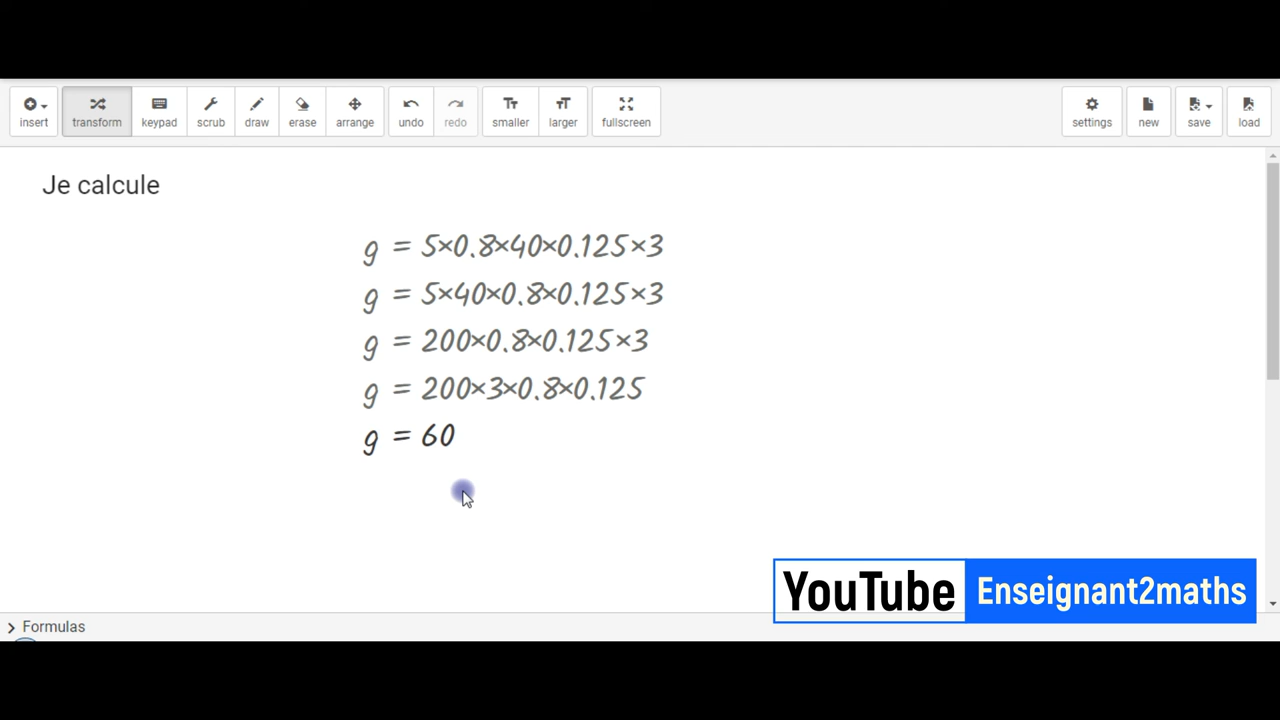 insert transform keypad scrub draw erase arrange undo redo smaller larger fullscreen settings new save load
Je calcule
g = 5×0.8×40×0.125×3
g = 5×40×0.8×0.125×3
g = 200×0.8×0.125×3
g = 200×3×0.8×0.125
g = 60
YouTube Enseignant2maths
Formulas